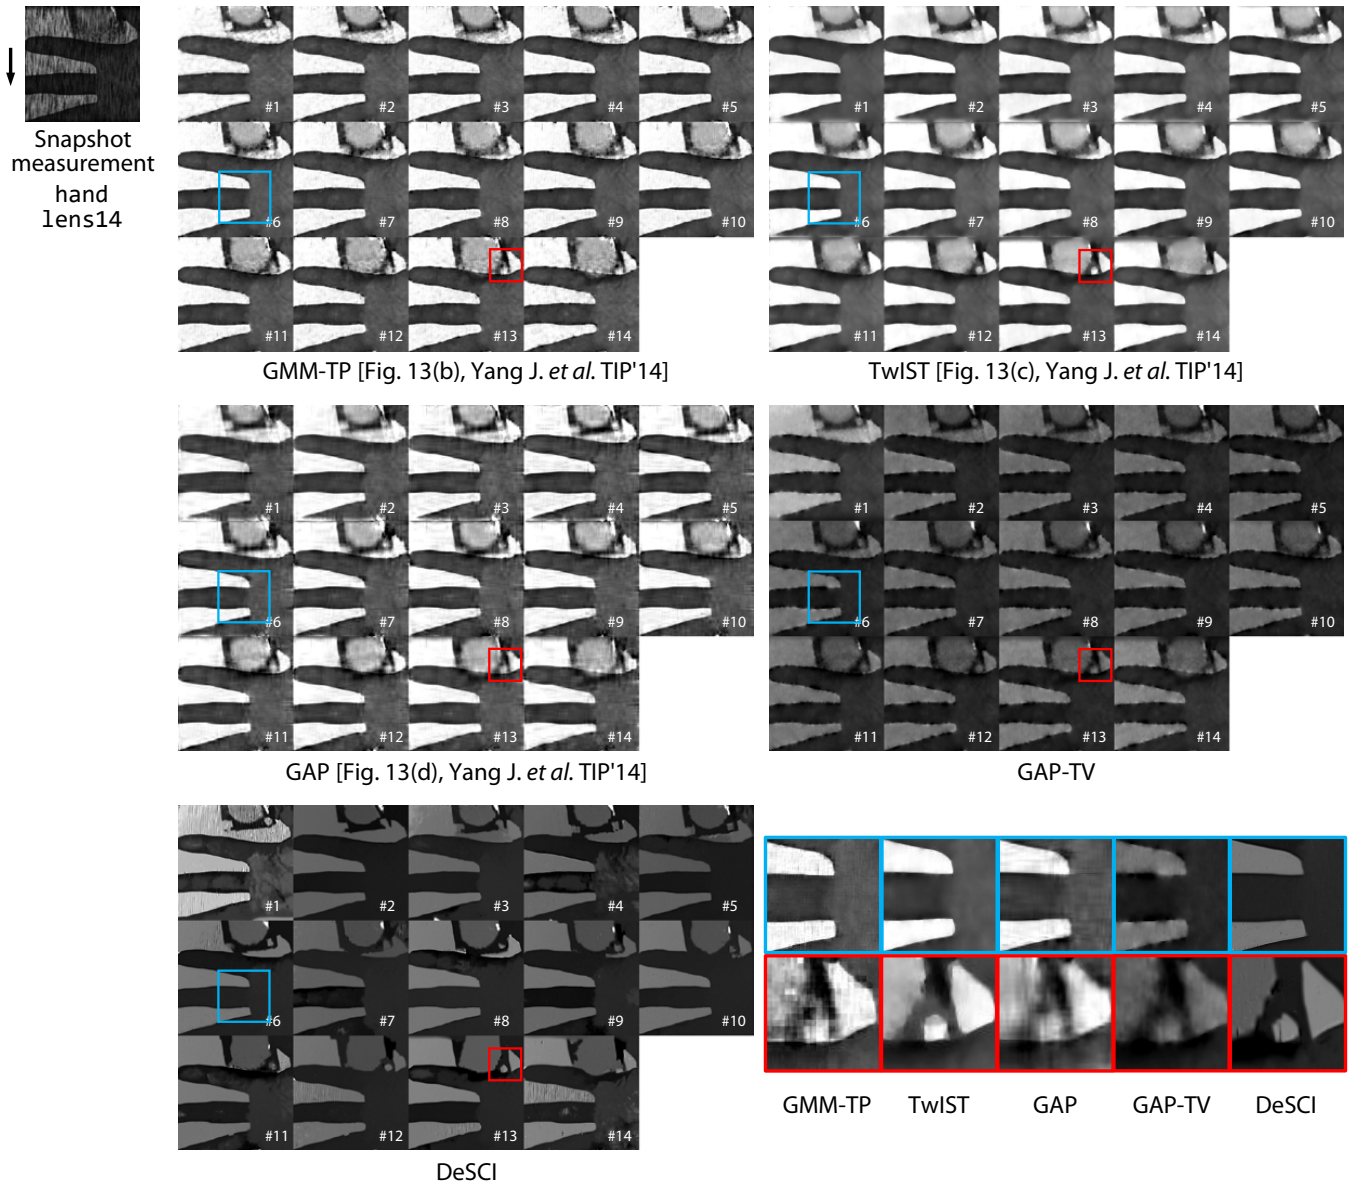 Snapshot
measurement
hand
lens14
#1 #2 #3 #4 #5
#6 #7 #8 #9 #10
#11 #12 #13 #14
GMM-TP [Fig. 13(b), Yang J. et al. TIP'14]
#1 #2 #3 #4 #5
#6 #7 #8 #9 #10
#11 #12 #13 #14
TwIST [Fig. 13(c), Yang J. et al. TIP'14]
#1 #2 #3 #4 #5
#6 #7 #8 #9 #10
#11 #12 #13 #14
GAP [Fig. 13(d), Yang J. et al. TIP'14]
#1 #2 #3 #4 #5
#6 #7 #8 #9 #10
#11 #12 #13 #14
GAP-TV
#1 #2 #3 #4 #5
#6 #7 #8 #9 #10
#11 #12 #13 #14
DeSCI
GMM-TP TwIST GAP GAP-TV DeSCI